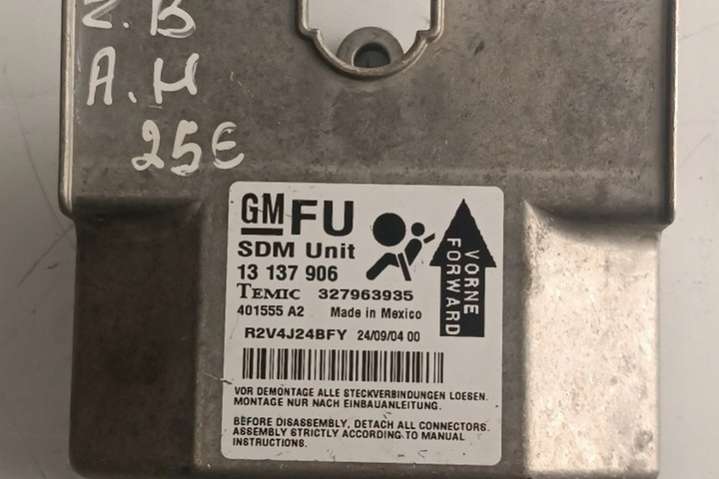 Z.B
A.H
25€
GM FU
SDM Unit
13 137 906
TEMIC 327963935
401555 A2 Made in Mexico
R2V4J24BFY 24/09/04 00
VORNE
FORWARD
VOR DEMONTAGE ALLE STECKVERBINDUNGEN LOESEN.
MONTAGE NUR NACH EINBAUANLEITUNG.
BEFORE DISASSEMBLY, DETACH ALL CONNECTORS.
ASSEMBLY STRICTLY ACCORDING TO MANUAL
INSTRUCTIONS.